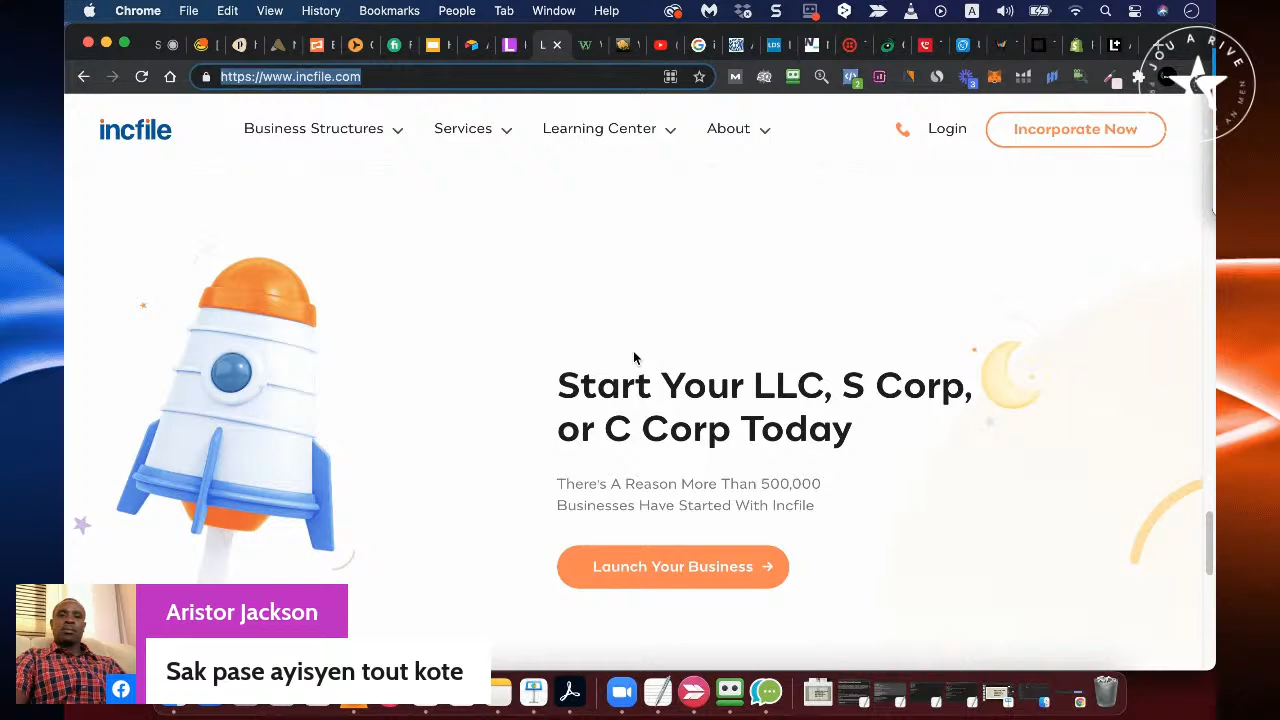 Chrome File Edit View History Bookmarks People Tab Window Help
https://www.incfile.com
incfile
Business Structures Services Learning Center About Login Incorporate Now
Start Your LLC, S Corp,
or C Corp Today
There's A Reason More Than 500,000
Businesses Have Started With Incfile
Launch Your Business →
Aristor Jackson
Sak pase ayisyen tout kote